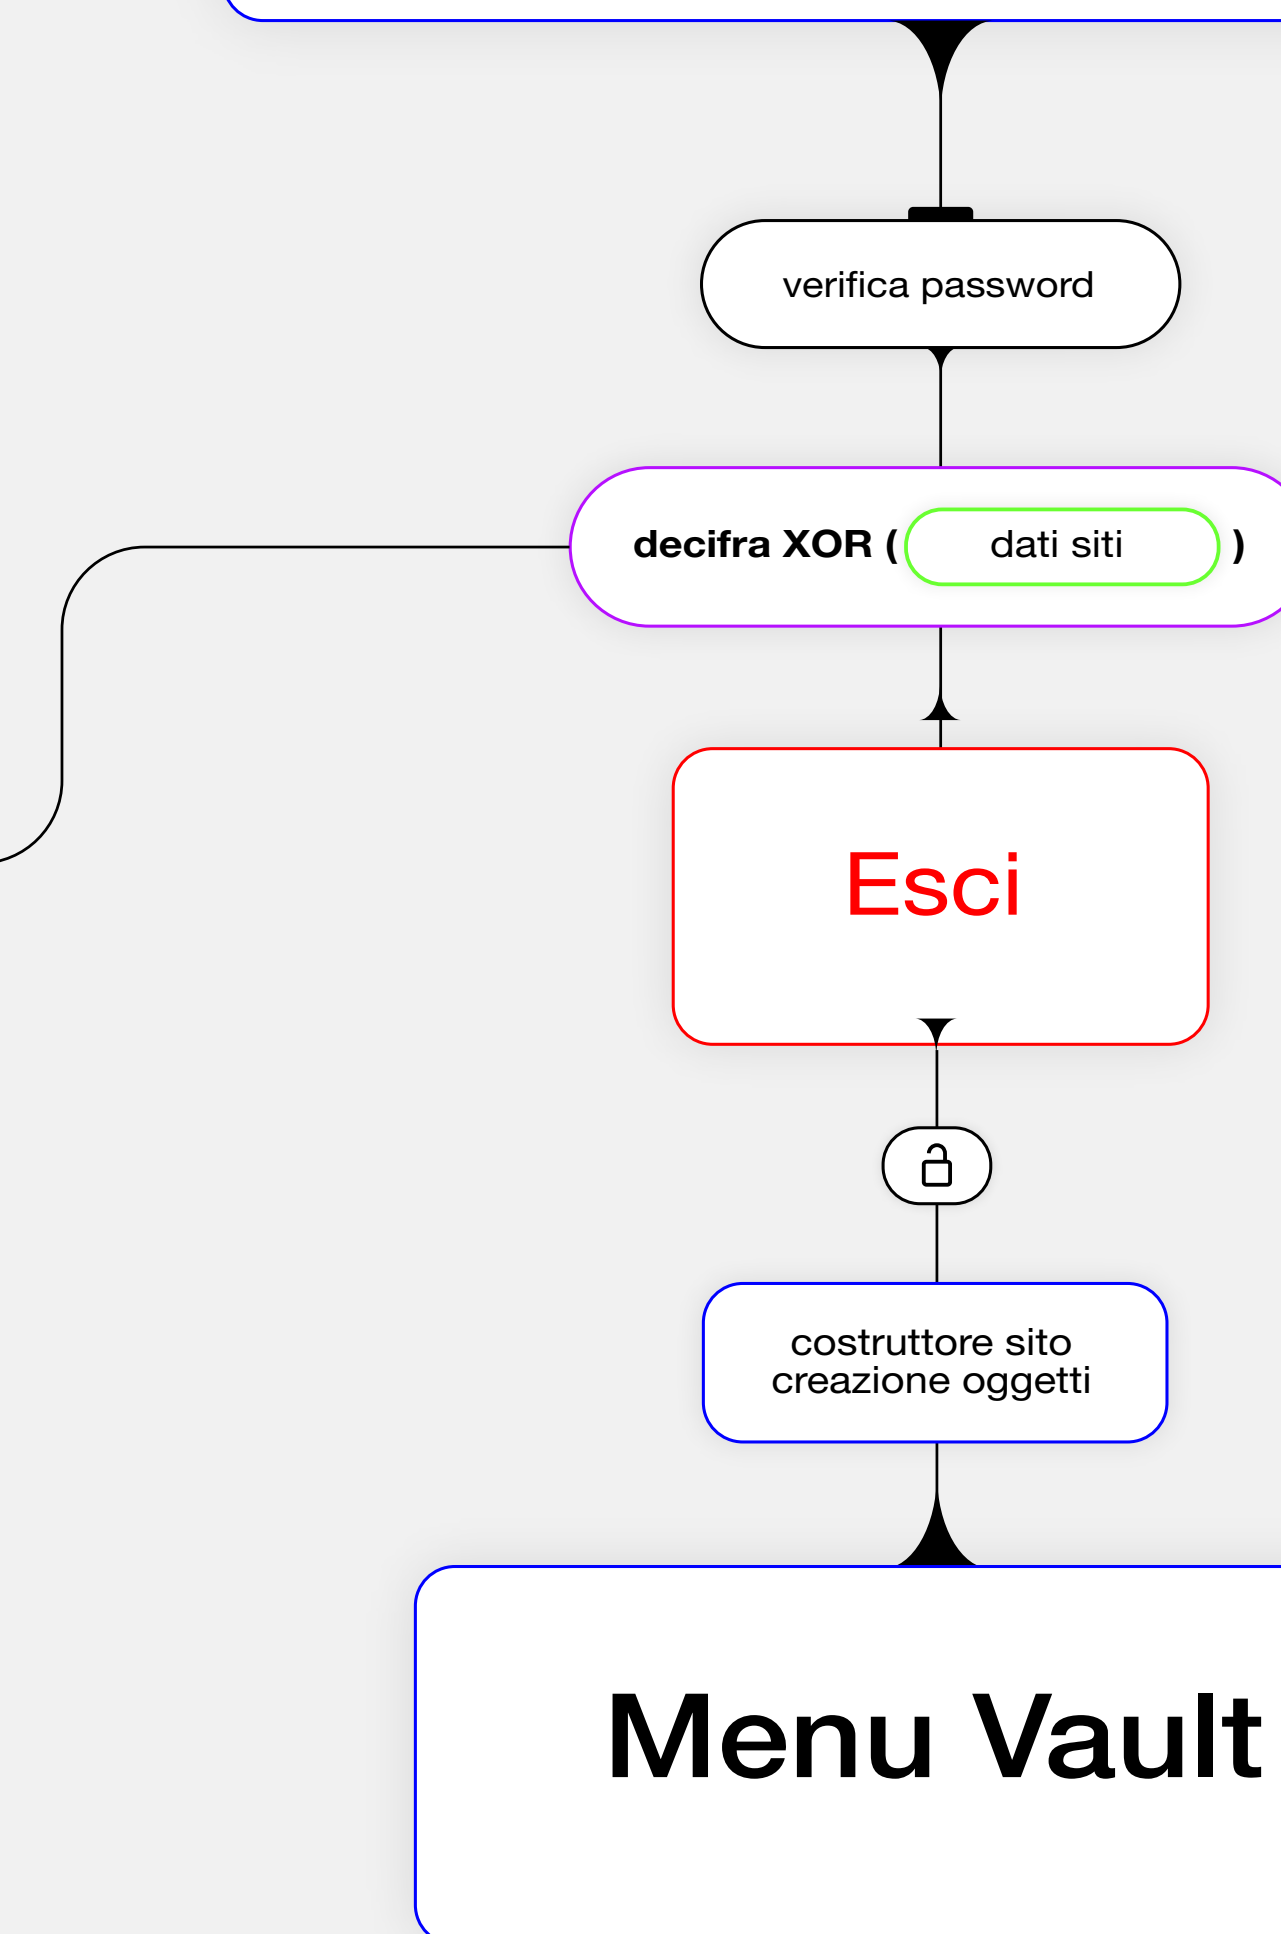 verifica password
decifra XOR ( dati siti )
Esci
costruttore sito
creazione oggetti
Menu Vault